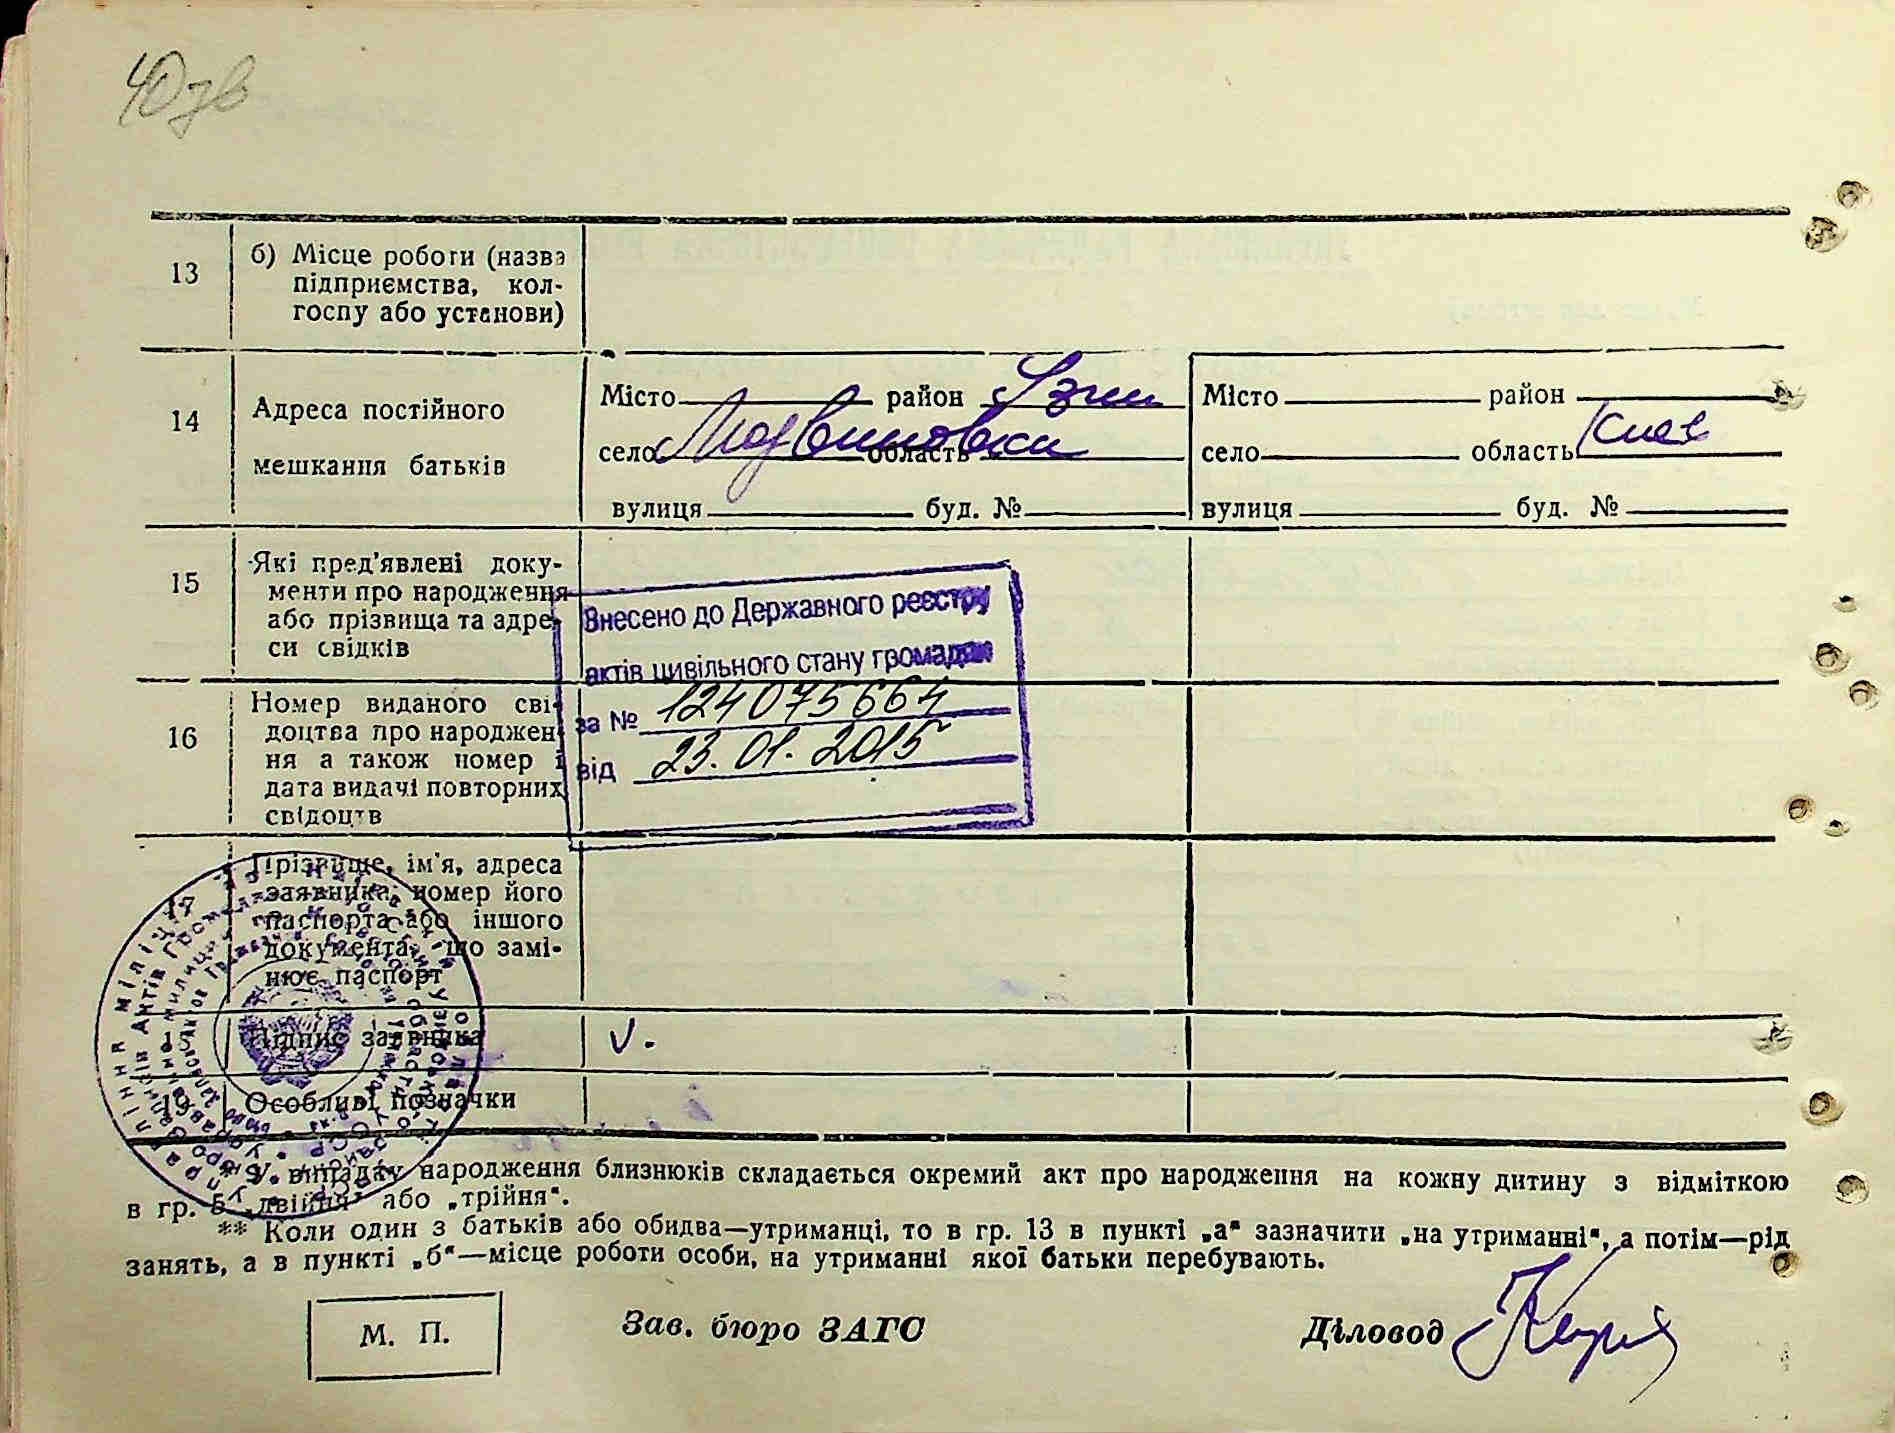 40 зв
13
б) Місце роботи (назва
підприємства, кол-
госпу або установи)
14
Адреса постійного
мешкання батьків
Місто район Узин
село Мадвиновка область
вулиця буд. №
Місто район
село область Киев
вулиця буд. №
15
Які пред'явлені доку-
менти про народження
або прізвища та адре-
си свідків
Внесено до Державного реєстру
актів цивільного стану громадян
за № 124075664
від 23.01.2015
16
Номер виданого сві-
доцтва про народжен-
ня а також номер і
дата видачі повторних
свідоцтв
17
Прізвище, ім'я, адреса
заявника, номер його
паспорта або іншого
документа, що замі-
нює паспорт
Підпис заявника
v.
19
Особливі позначки
* У випадку народження близнюків складається окремий акт про народження на кожну дитину з відміткою
в гр. 5 „двійня" або „трійня".
** Коли один з батьків або обидва—утриманці, то в гр. 13 в пункті „а" зазначити „на утриманні", а потім—рід
занять, а в пункті „б"—місце роботи особи, на утриманні якої батьки перебувають.
М. П.
Зав. бюро ЗАГС
Діловод